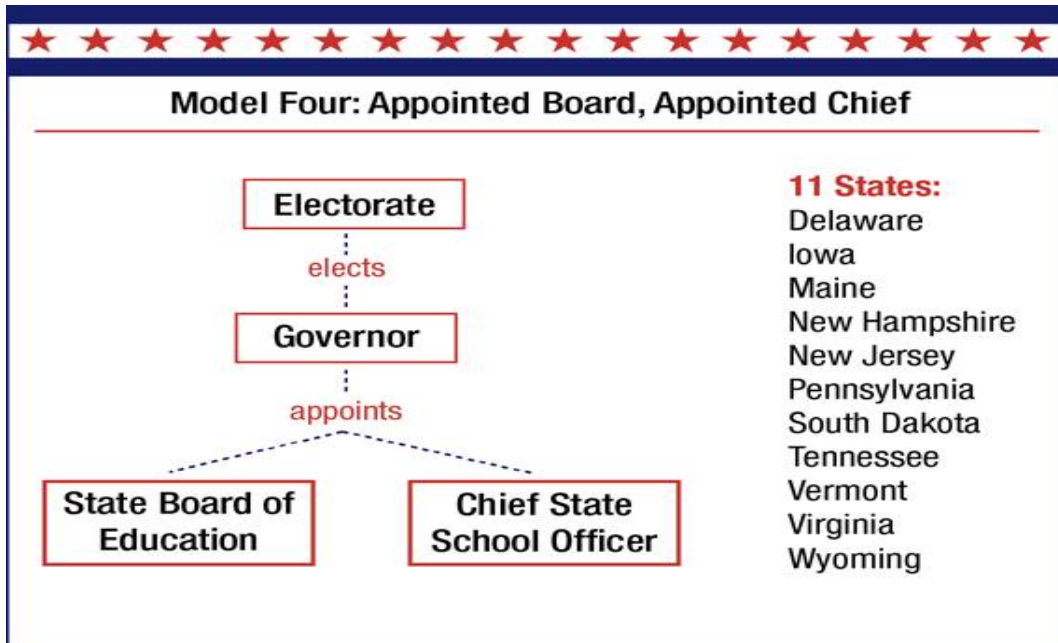 Model Four: Appointed Board, Appointed Chief
Electorate
elects
Governor
appoints
State Board of
Education
Chief State
School Officer
11 States:
Delaware
Iowa
Maine
New Hampshire
New Jersey
Pennsylvania
South Dakota
Tennessee
Vermont
Virginia
Wyoming